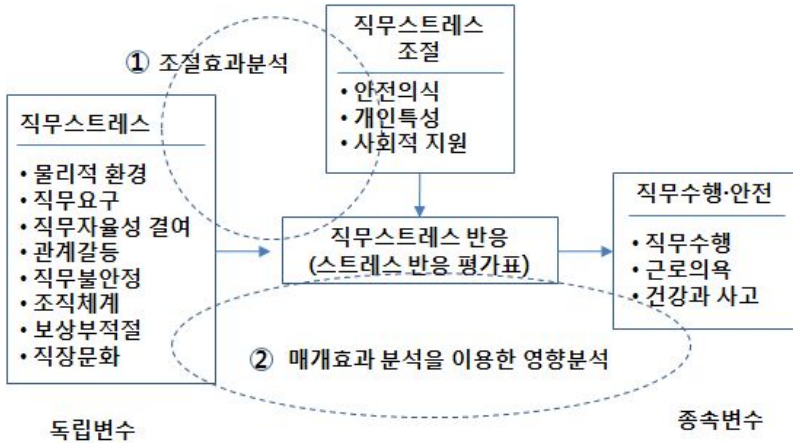 ① 조절효과분석
직무스트레스
조절
• 안전의식
• 개인특성
• 사회적 지원
직무스트레스
• 물리적 환경
• 직무요구
• 직무자율성 결여
• 관계갈등
• 직무불안정
• 조직체계
• 보상부적절
• 직장문화
직무스트레스 반응
(스트레스 반응 평가표)
직무수행·안전
• 직무수행
• 근로의욕
• 건강과 사고
② 매개효과 분석을 이용한 영향분석
독립변수
종속변수